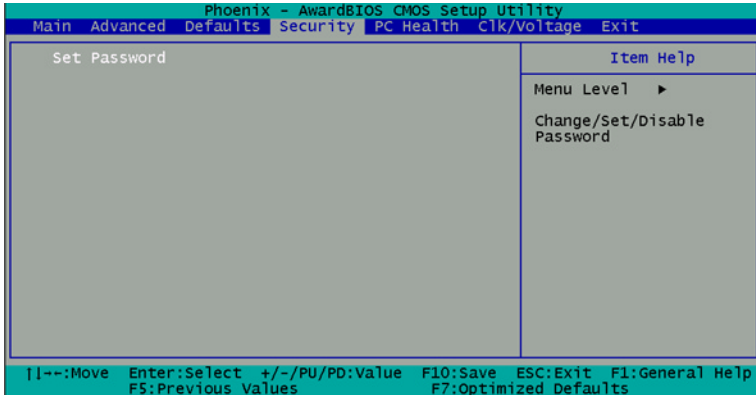 Phoenix - AwardBIOS CMOS Setup Utility
Main Advanced Defaults Security PC Health Clk/Voltage Exit
Set Password
Item Help
Menu Level ►
Change/Set/Disable
Password
↑↓→←:Move Enter:Select +/-/PU/PD:Value F10:Save ESC:Exit F1:General Help
F5:Previous Values F7:Optimized Defaults